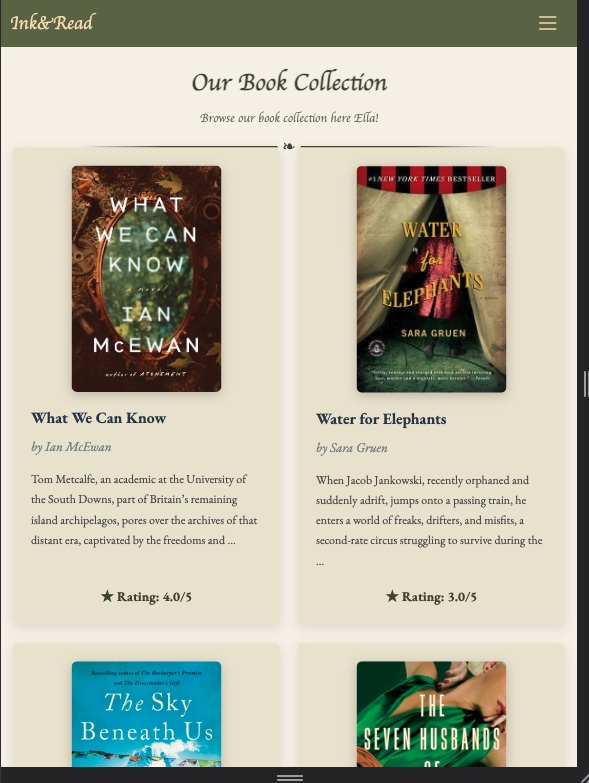 Ink&Read
Our Book Collection
Browse our book collection here Ella!
WHAT
WE CAN
KNOW
a novel
IAN
McEWAN
author of ATONEMENT
What We Can Know
by Ian McEwan
Tom Metcalfe, an academic at the University of
the South Downs, part of Britain's remaining
island archipelagos, pores over the archives of that
distant era, captivated by the freedoms and ...
★ Rating: 4.0/5
#1 NEW YORK TIMES BESTSELLER
WATER
for
ELEPHANTS
a novel
SARA GRUEN
Water for Elephants
by Sara Gruen
When Jacob Jankowski, recently orphaned and
suddenly adrift, jumps onto a passing train, he
enters a world of freaks, drifters, and misfits, a
second-rate circus struggling to survive during the
...
★ Rating: 3.0/5
Bestselling author of The Beekeeper's Promise
and The Dressmaker's Gift
The Sky
Beneath Us
THE
SEVEN HUSBANDS
OF